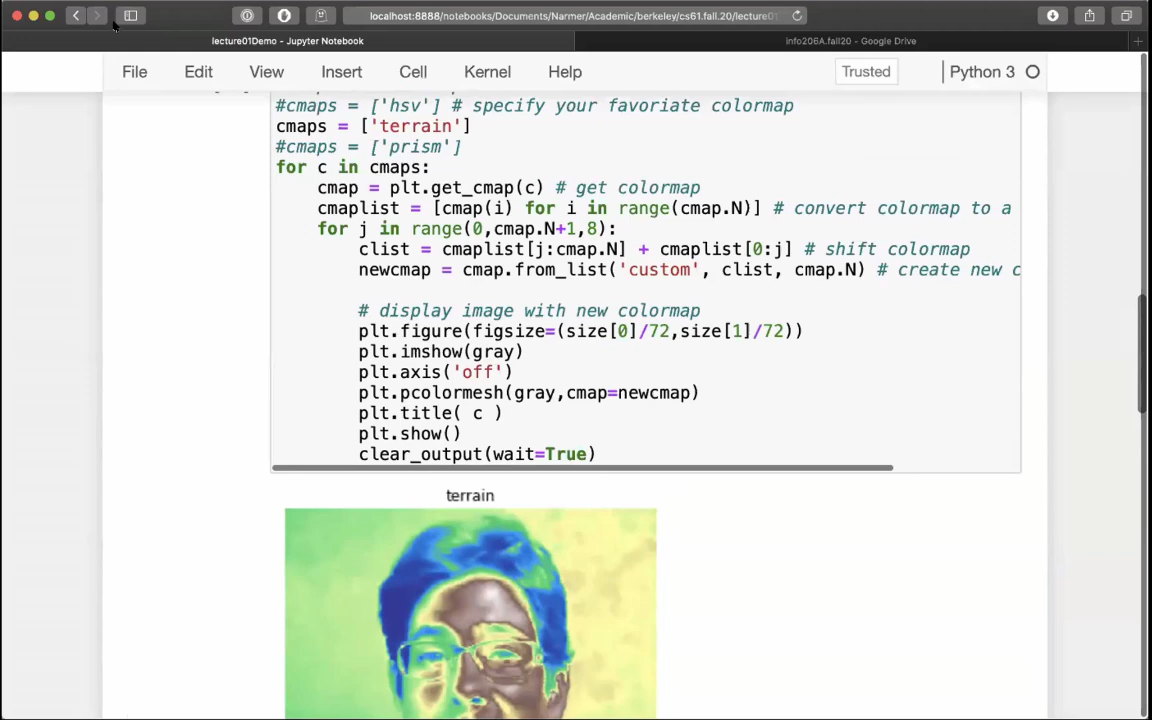 localhost:8888/notebooks/Documents/Narmer/Academic/berkeley/cs61.fall.20/lecture01
lecture01Demo - Jupyter Notebook
info206A.fall20 - Google Drive
File Edit View Insert Cell Kernel Help Trusted Python 3
#cmaps = ['hsv'] # specify your favoriate colormap
cmaps = ['terrain']
#cmaps = ['prism']
for c in cmaps:
    cmap = plt.get_cmap(c) # get colormap
    cmaplist = [cmap(i) for i in range(cmap.N)] # convert colormap to a
    for j in range(0,cmap.N+1,8):
        clist = cmaplist[j:cmap.N] + cmaplist[0:j] # shift colormap
        newcmap = cmap.from_list('custom', clist, cmap.N) # create new c
        # display image with new colormap
        plt.figure(figsize=(size[0]/72,size[1]/72))
        plt.imshow(gray)
        plt.axis('off')
        plt.pcolormesh(gray,cmap=newcmap)
        plt.title( c )
        plt.show()
        clear_output(wait=True)
terrain